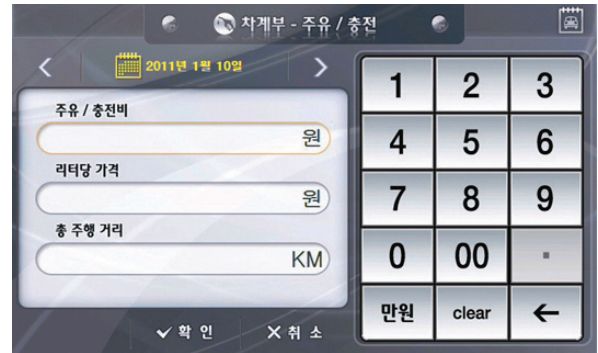 차계부 - 주유 / 충전
2011년 1월 10일
주유 / 충전비
원
리터당 가격
원
총 주행 거리
KM
확 인
취 소
1 2 3
4 5 6
7 8 9
0 00 .
만원 clear ←